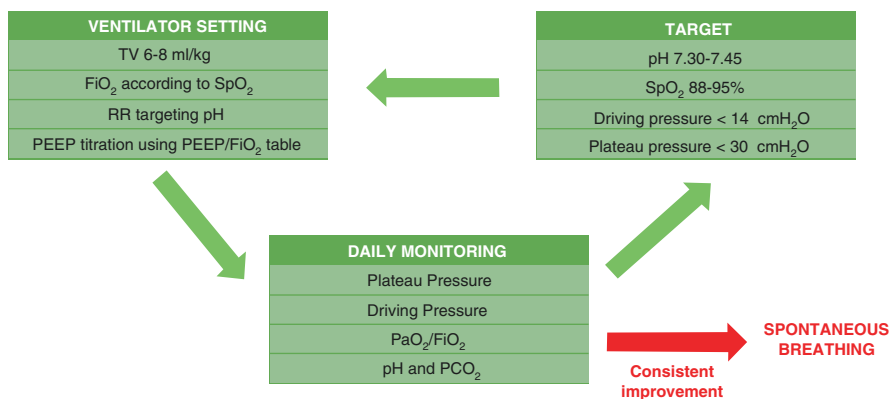 VENTILATOR SETTING
TV 6-8 ml/kg
FiO₂ according to SpO₂
RR targeting pH
PEEP titration using PEEP/FiO₂ table
TARGET
pH 7.30-7.45
SpO₂ 88-95%
Driving pressure < 14 cmH₂O
Plateau pressure < 30 cmH₂O
DAILY MONITORING
Plateau Pressure
Driving Pressure
PaO₂/FiO₂
pH and PCO₂
Consistent
improvement
SPONTANEOUS
BREATHING